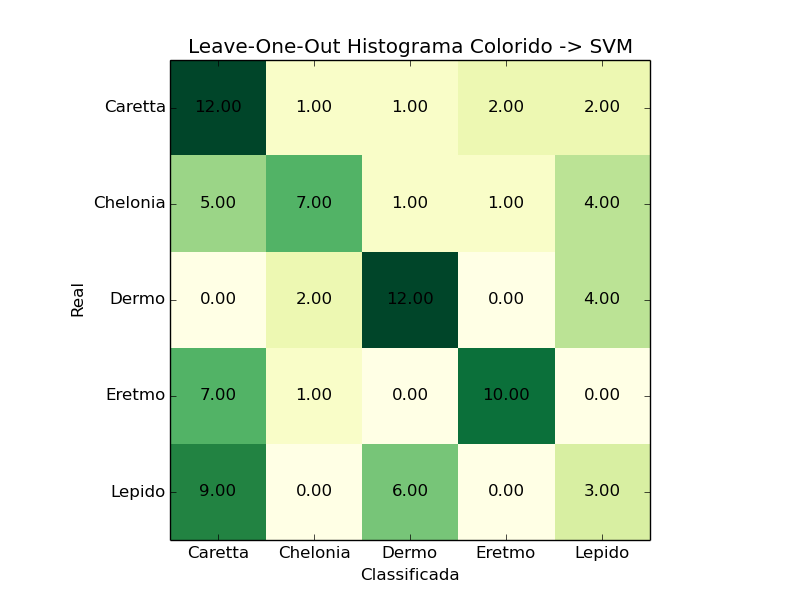 Leave-One-Out Histograma Colorido -> SVM
Caretta 12.00 1.00 1.00 2.00 2.00
Chelonia 5.00 7.00 1.00 1.00 4.00
Real
Dermo 0.00 2.00 12.00 0.00 4.00
Eretmo 7.00 1.00 0.00 10.00 0.00
Lepido 9.00 0.00 6.00 0.00 3.00
Caretta Chelonia Dermo Eretmo Lepido
Classificada